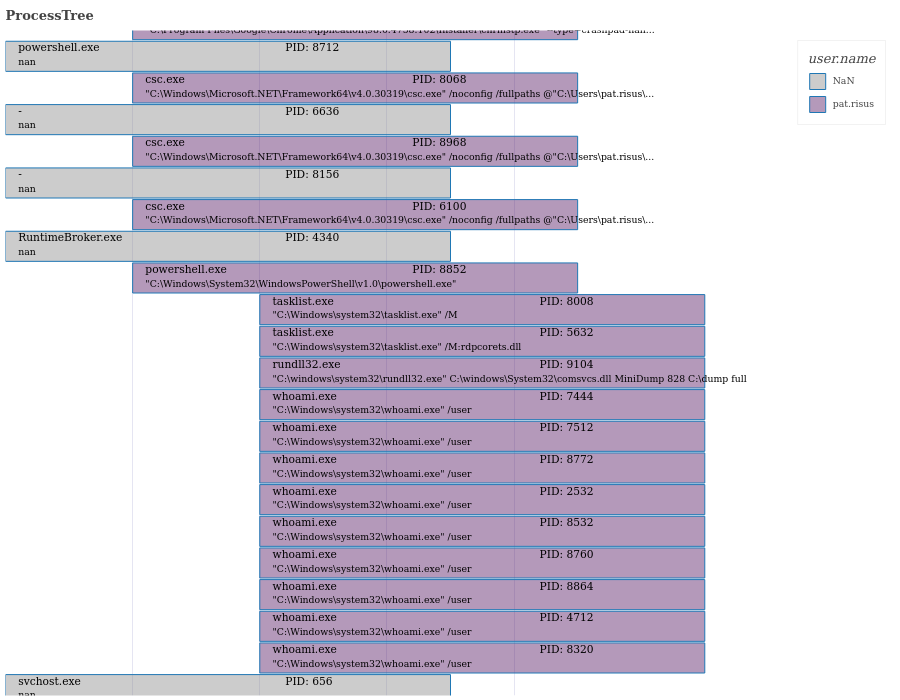 ProcessTree
powershell.exe PID: 8712
nan
csc.exe PID: 8068
"C:\Windows\Microsoft.NET\Framework64\v4.0.30319\csc.exe" /noconfig /fullpaths @"C:\Users\pat.risus\...
- PID: 6636
nan
csc.exe PID: 8968
"C:\Windows\Microsoft.NET\Framework64\v4.0.30319\csc.exe" /noconfig /fullpaths @"C:\Users\pat.risus\...
- PID: 8156
nan
csc.exe PID: 6100
"C:\Windows\Microsoft.NET\Framework64\v4.0.30319\csc.exe" /noconfig /fullpaths @"C:\Users\pat.risus\...
RuntimeBroker.exe PID: 4340
nan
powershell.exe PID: 8852
"C:\Windows\System32\WindowsPowerShell\v1.0\powershell.exe"
tasklist.exe PID: 8008
"C:\Windows\system32\tasklist.exe" /M
tasklist.exe PID: 5632
"C:\Windows\system32\tasklist.exe" /M:rdpcorets.dll
rundll32.exe PID: 9104
"C:\windows\system32\rundll32.exe" C:\windows\System32\comsvcs.dll MiniDump 828 C:\dump full
whoami.exe PID: 7444
"C:\Windows\system32\whoami.exe" /user
whoami.exe PID: 7512
"C:\Windows\system32\whoami.exe" /user
whoami.exe PID: 8772
"C:\Windows\system32\whoami.exe" /user
whoami.exe PID: 2532
"C:\Windows\system32\whoami.exe" /user
whoami.exe PID: 8532
"C:\Windows\system32\whoami.exe" /user
whoami.exe PID: 8760
"C:\Windows\system32\whoami.exe" /user
whoami.exe PID: 8864
"C:\Windows\system32\whoami.exe" /user
whoami.exe PID: 4712
"C:\Windows\system32\whoami.exe" /user
whoami.exe PID: 8320
"C:\Windows\system32\whoami.exe" /user
svchost.exe PID: 656
nan
user.name
NaN
pat.risus